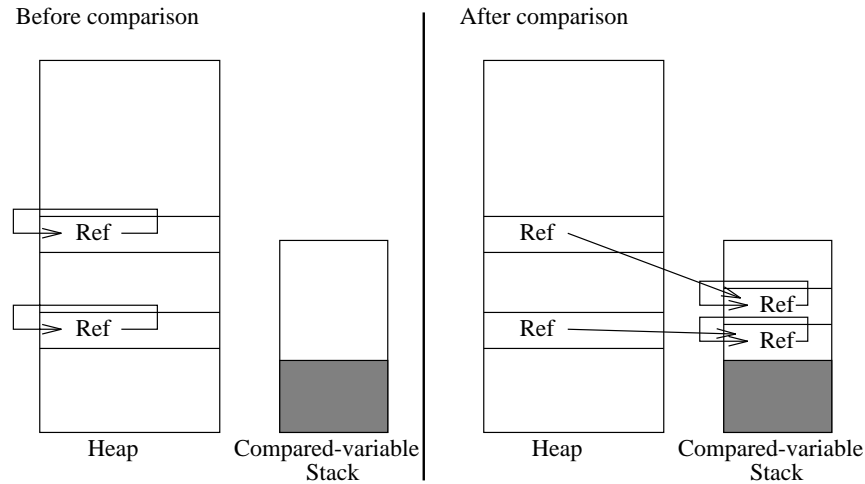 Before comparison
Ref
Ref
Heap
Compared-variable
Stack
After comparison
Ref
Ref
Ref
Ref
Heap
Compared-variable
Stack